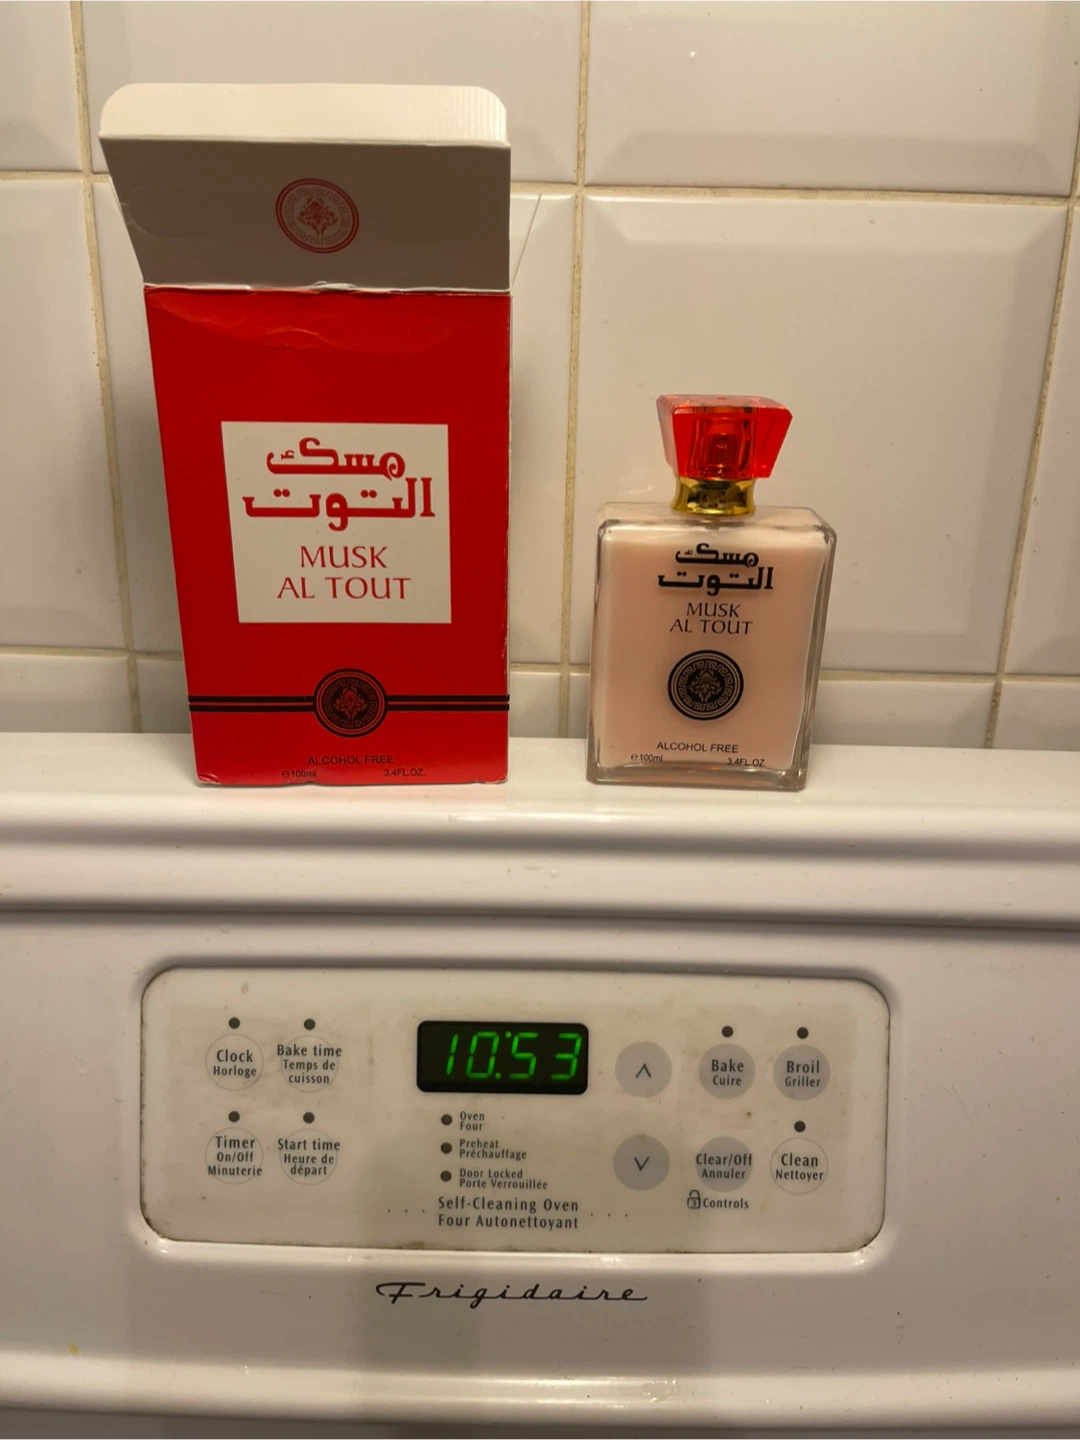 مسك
التوت
MUSK
AL TOUT
ALCOHOL FREE
℮100ml 3.4FL.OZ.
مسك
التوت
MUSK
AL TOUT
ALCOHOL FREE
℮100ml 3.4FL.OZ
Clock
Horloge
Bake time
Temps de
cuisson
10:53
Bake
Cuire
Broil
Griller
Timer
On/Off
Minuterie
Start time
Heure de
départ
Oven
Four
Preheat
Préchauffage
Door Locked
Porte Verrouillée
Clear/Off
Annuler
Clean
Nettoyer
Controls
Self-Cleaning Oven
Four Autonettoyant
Frigidaire